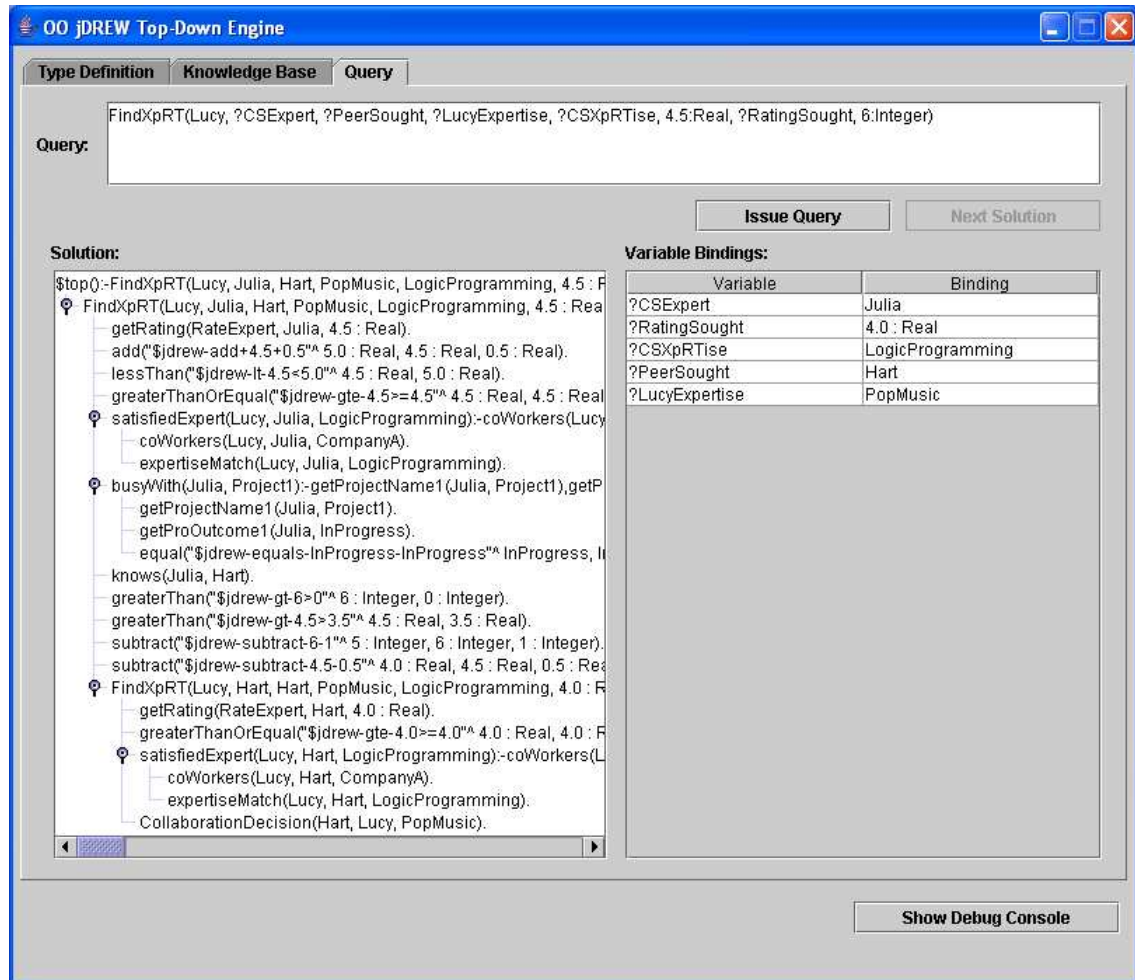 OO jDREW Top-Down Engine
Type Definition Knowledge Base Query
Query:
FindXpRT(Lucy, ?CSExpert, ?PeerSought, ?LucyExpertise, ?CSXpRTise, 4.5:Real, ?RatingSought, 6:Integer)
Issue Query Next Solution
Solution:
$top():-FindXpRT(Lucy, Julia, Hart, PopMusic, LogicProgramming, 4.5 : F
FindXpRT(Lucy, Julia, Hart, PopMusic, LogicProgramming, 4.5 : Rea
getRating(RateExpert, Julia, 4.5 : Real).
add("$jdrew-add+4.5+0.5"^ 5.0 : Real, 4.5 : Real, 0.5 : Real).
lessThan("$jdrew-lt-4.5<5.0"^ 4.5 : Real, 5.0 : Real).
greaterThanOrEqual("$jdrew-gte-4.5>=4.5"^ 4.5 : Real, 4.5 : Real
satisfiedExpert(Lucy, Julia, LogicProgramming):-coWorkers(Lucy
coWorkers(Lucy, Julia, CompanyA).
expertiseMatch(Lucy, Julia, LogicProgramming).
busyWith(Julia, Project1):-getProjectName1(Julia, Project1),getP
getProjectName1(Julia, Project1).
getProOutcome1(Julia, InProgress).
equal("$jdrew-equals-InProgress-InProgress"^ InProgress, I
knows(Julia, Hart).
greaterThan("$jdrew-gt-6>0"^ 6 : Integer, 0 : Integer).
greaterThan("$jdrew-gt-4.5>3.5"^ 4.5 : Real, 3.5 : Real).
subtract("$jdrew-subtract-6-1"^ 5 : Integer, 6 : Integer, 1 : Integer).
subtract("$jdrew-subtract-4.5-0.5"^ 4.0 : Real, 4.5 : Real, 0.5 : Rea
FindXpRT(Lucy, Hart, Hart, PopMusic, LogicProgramming, 4.0 : R
getRating(RateExpert, Hart, 4.0 : Real).
greaterThanOrEqual("$jdrew-gte-4.0>=4.0"^ 4.0 : Real, 4.0 : R
satisfiedExpert(Lucy, Hart, LogicProgramming):-coWorkers(L
coWorkers(Lucy, Hart, CompanyA).
expertiseMatch(Lucy, Hart, LogicProgramming).
CollaborationDecision(Hart, Lucy, PopMusic).
Variable Bindings:
Variable Binding
?CSExpert Julia
?RatingSought 4.0 : Real
?CSXpRTise LogicProgramming
?PeerSought Hart
?LucyExpertise PopMusic
Show Debug Console